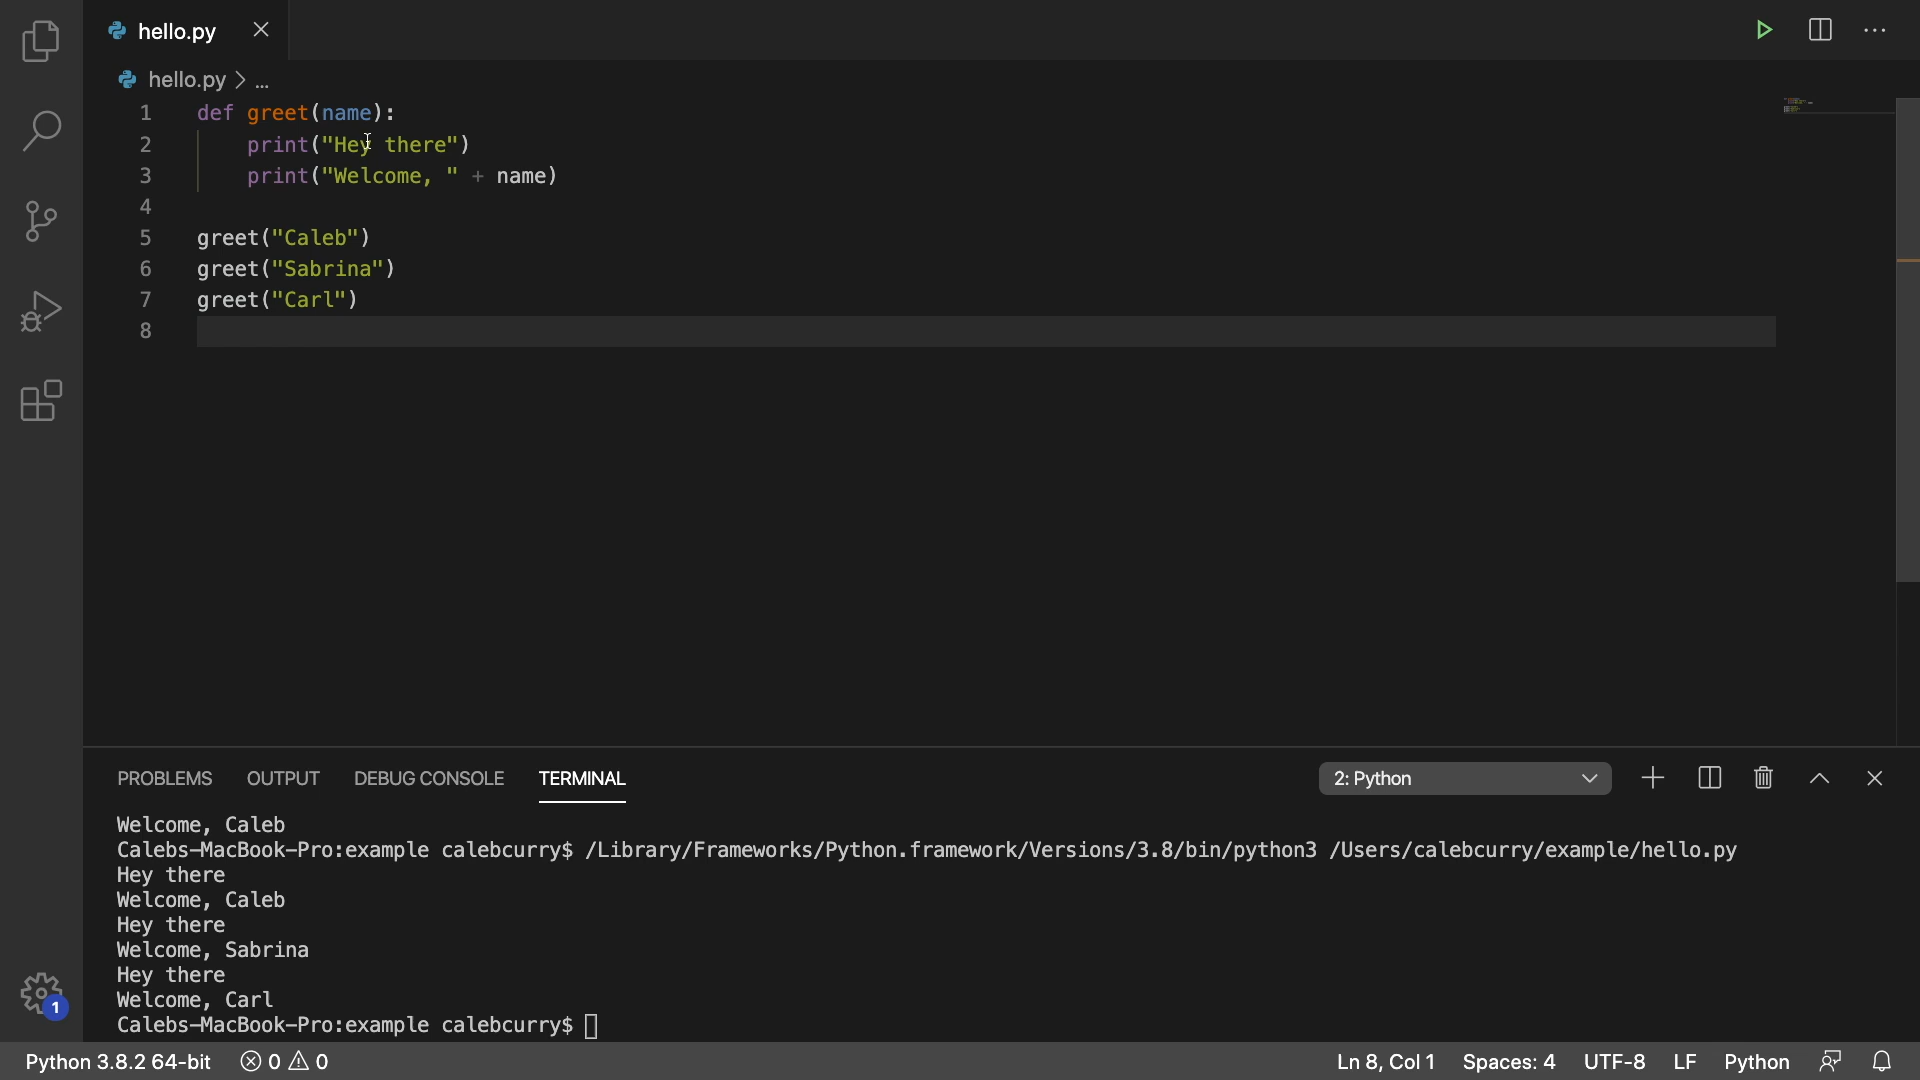 hello.py
hello.py > ...
1 def greet(name):
2 print("Hey there")
3 print("Welcome, " + name)
4
5 greet("Caleb")
6 greet("Sabrina")
7 greet("Carl")
8
PROBLEMS OUTPUT DEBUG CONSOLE TERMINAL 2: Python
Welcome, Caleb
Calebs-MacBook-Pro:example calebcurry$ /Library/Frameworks/Python.framework/Versions/3.8/bin/python3 /Users/calebcurry/example/hello.py
Hey there
Welcome, Caleb
Hey there
Welcome, Sabrina
Hey there
Welcome, Carl
Calebs-MacBook-Pro:example calebcurry$
1
Python 3.8.2 64-bit 0 0 Ln 8, Col 1 Spaces: 4 UTF-8 LF Python